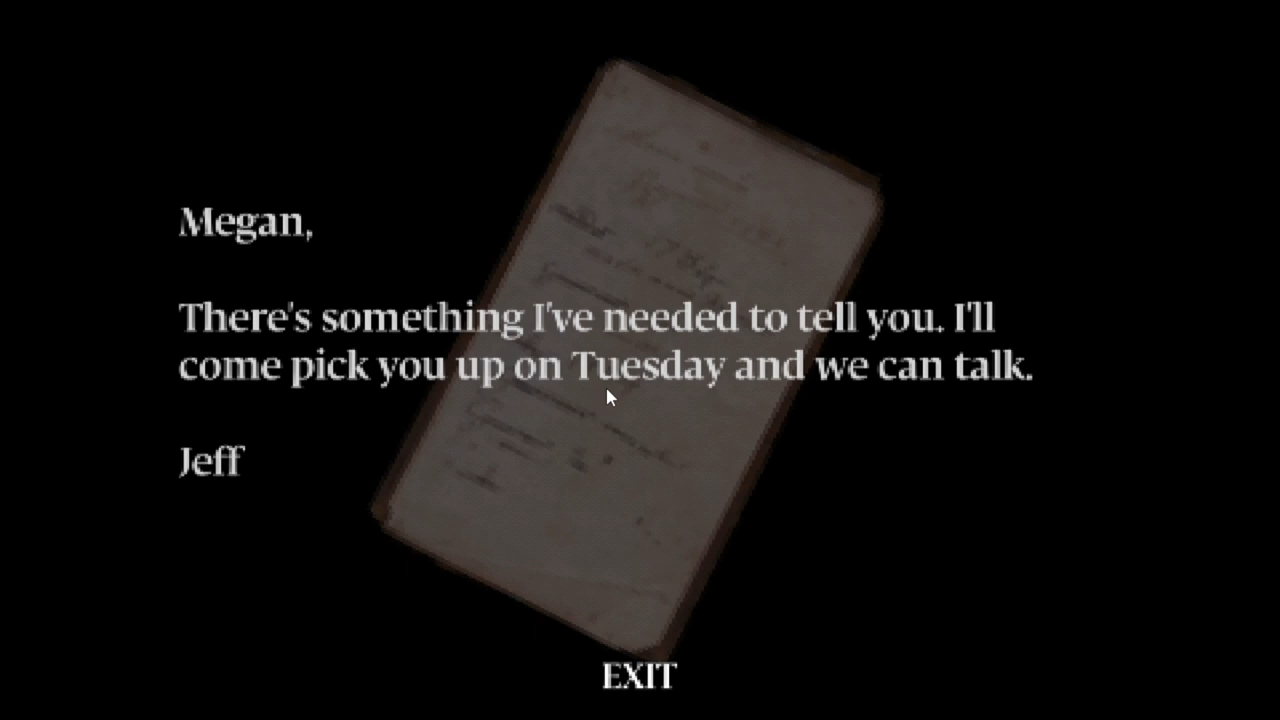 Megan,
There's something I've needed to tell you. I'll
come pick you up on Tuesday and we can talk.
Jeff
EXIT